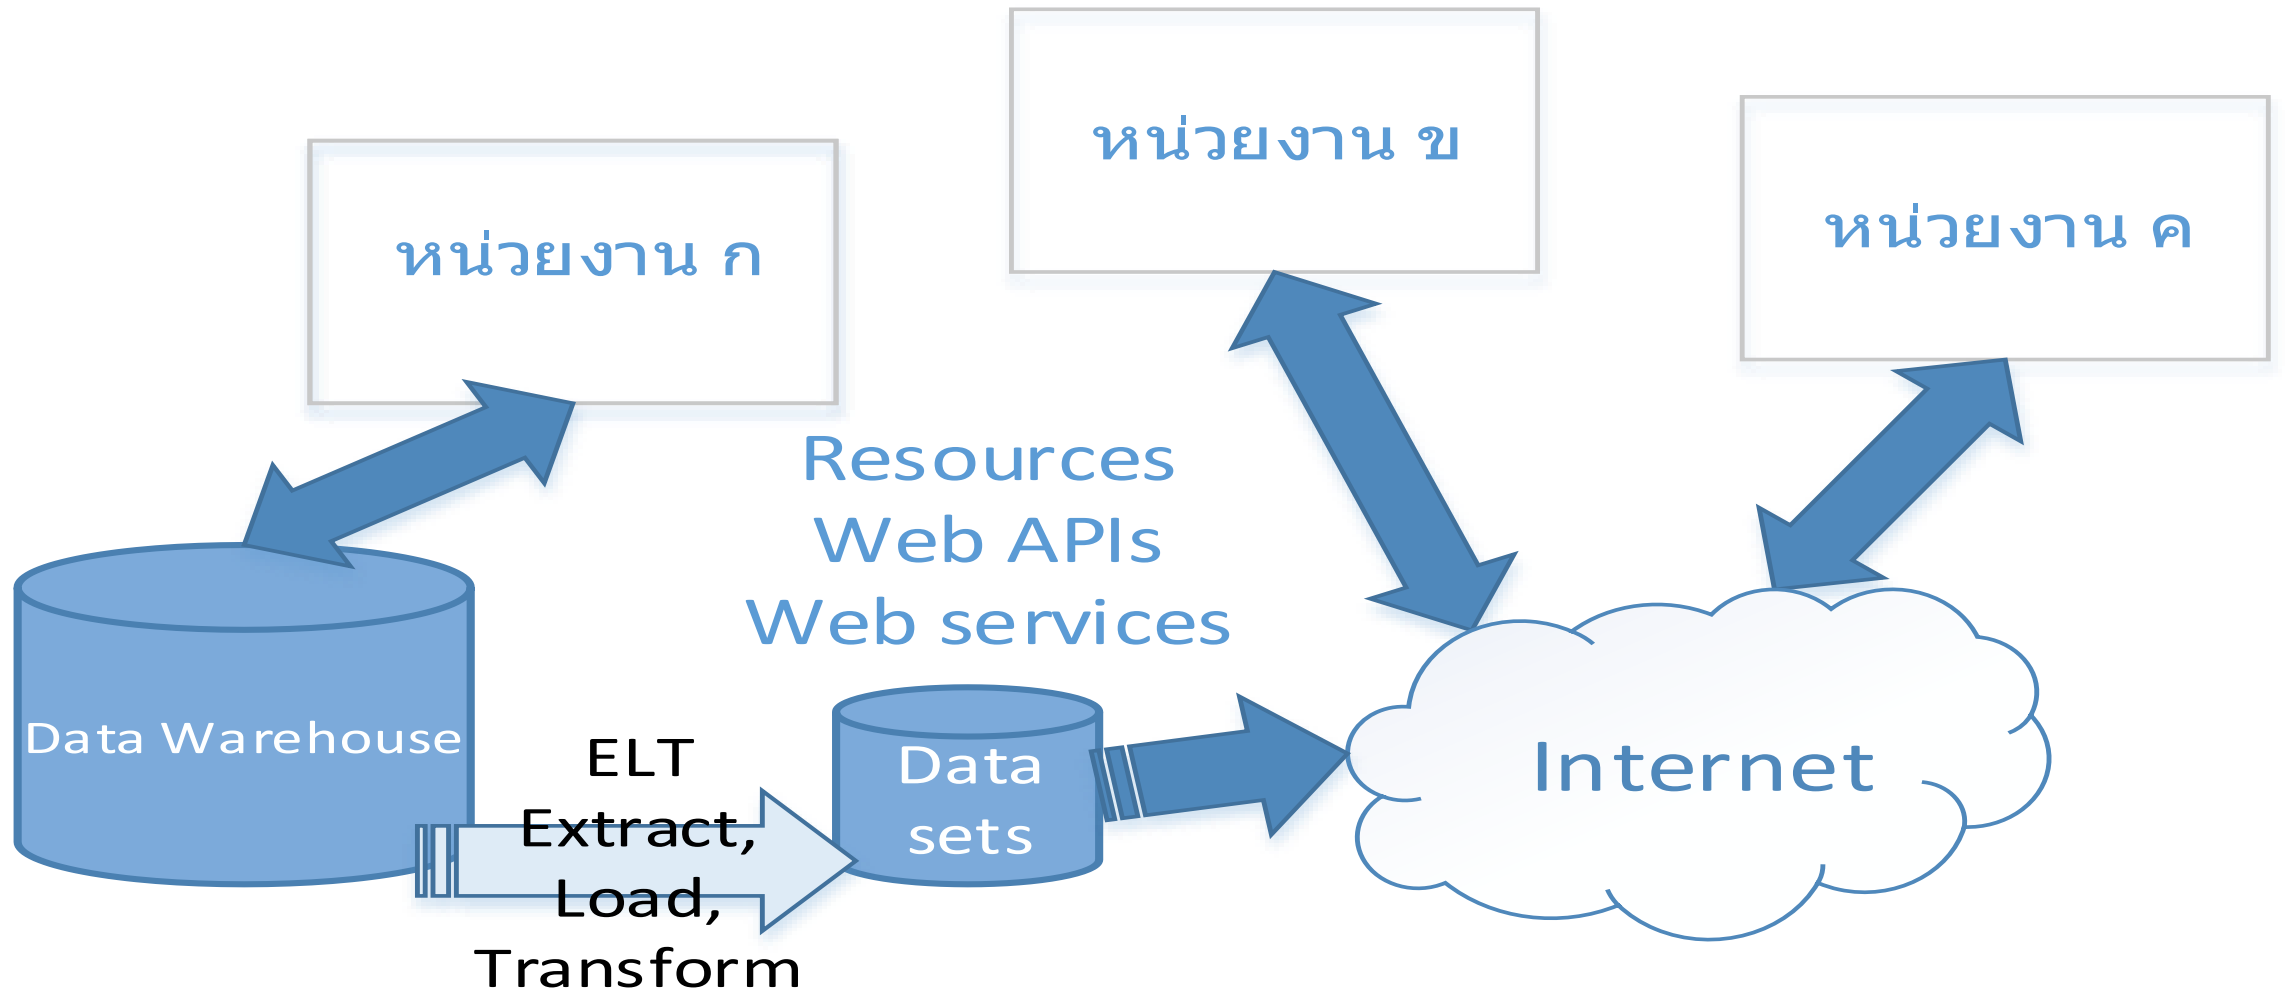 หน่วยงาน ก
หน่วยงาน ข
หน่วยงาน ค
Resources
Web APIs
Web services
Data Warehouse
ELT
Extract,
Load,
Transform
Data
sets
Internet